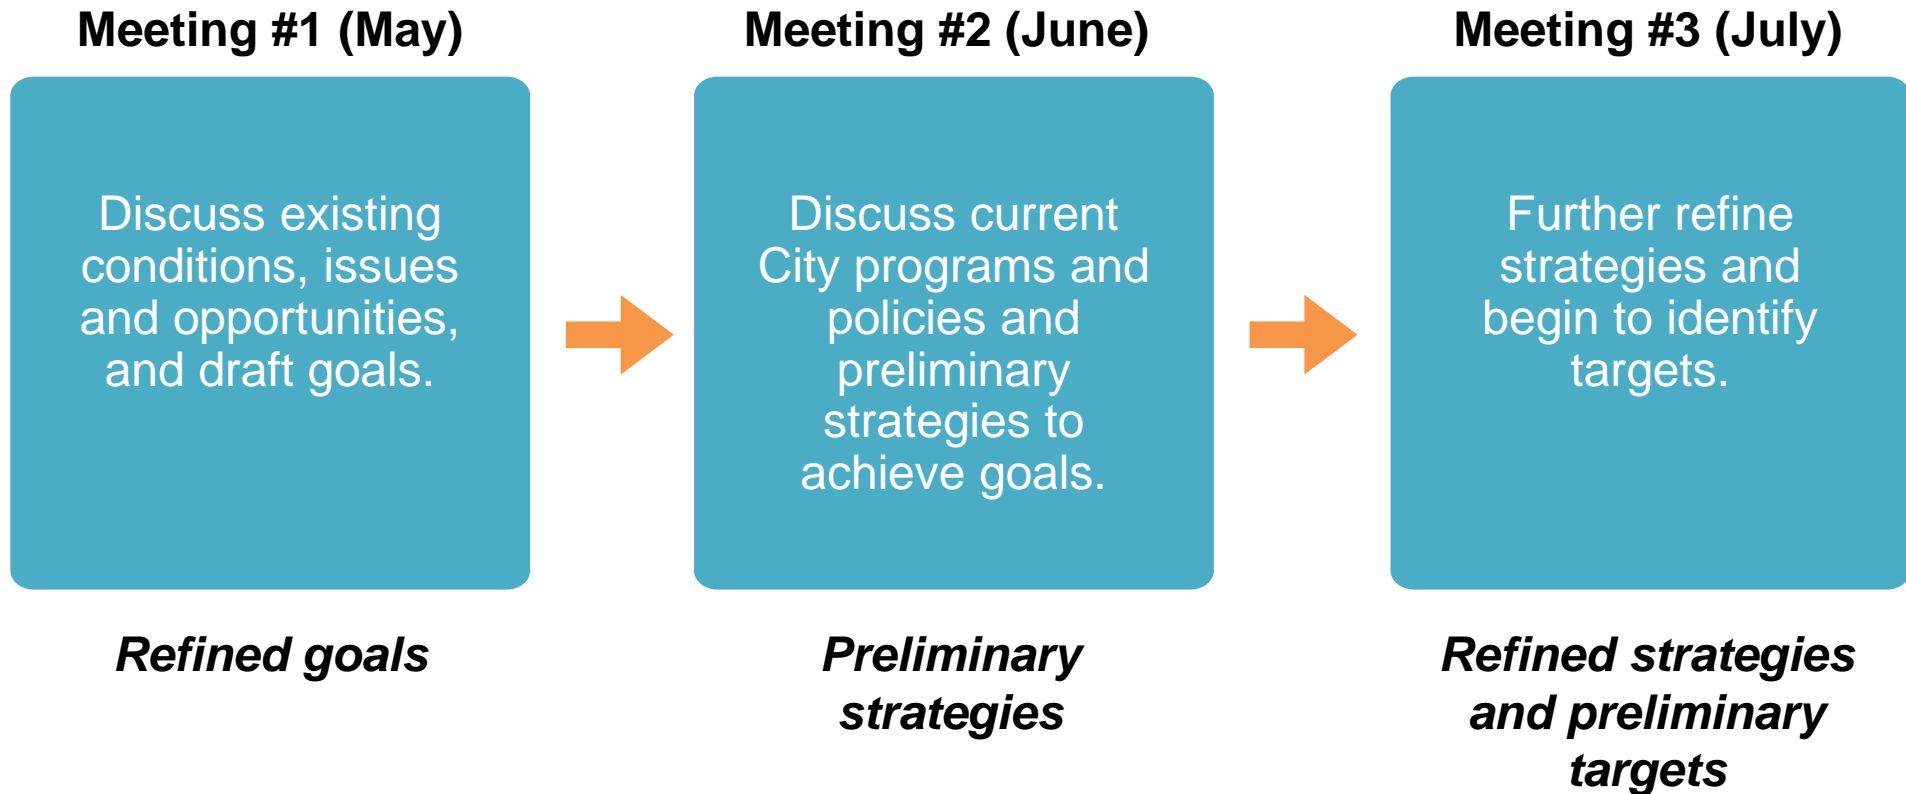 Meeting #1 (May)
Discuss existing
conditions, issues
and opportunities,
and draft goals.
Refined goals
Meeting #2 (June)
Discuss current
City programs and
policies and
preliminary
strategies to
achieve goals.
Preliminary
strategies
Meeting #3 (July)
Further refine
strategies and
begin to identify
targets.
Refined strategies
and preliminary
targets